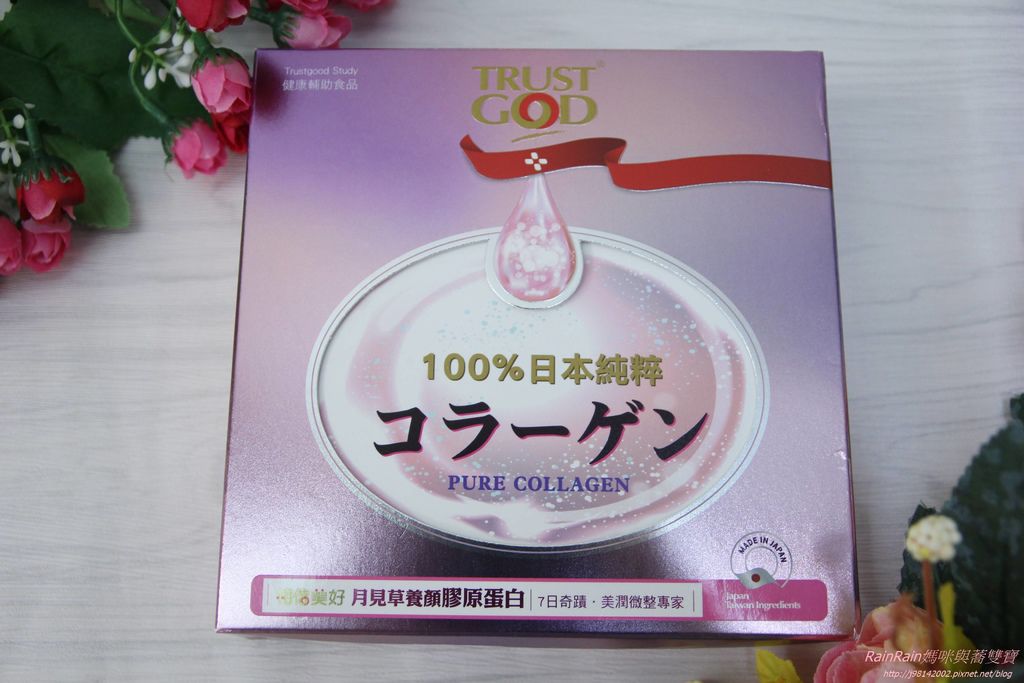 Trustgood Study
健康輔助食品
TRUST®
GOOD
100%日本純粋
コラーゲン
PURE COLLAGEN
MADE IN JAPAN
美好 月見草養顏膠原蛋白 7日奇蹟・美潤微整專家
Japan
Taiwan Ingredients
RainRain媽咪與蕎雙寶
http://j98142002.pixnet.net/blog